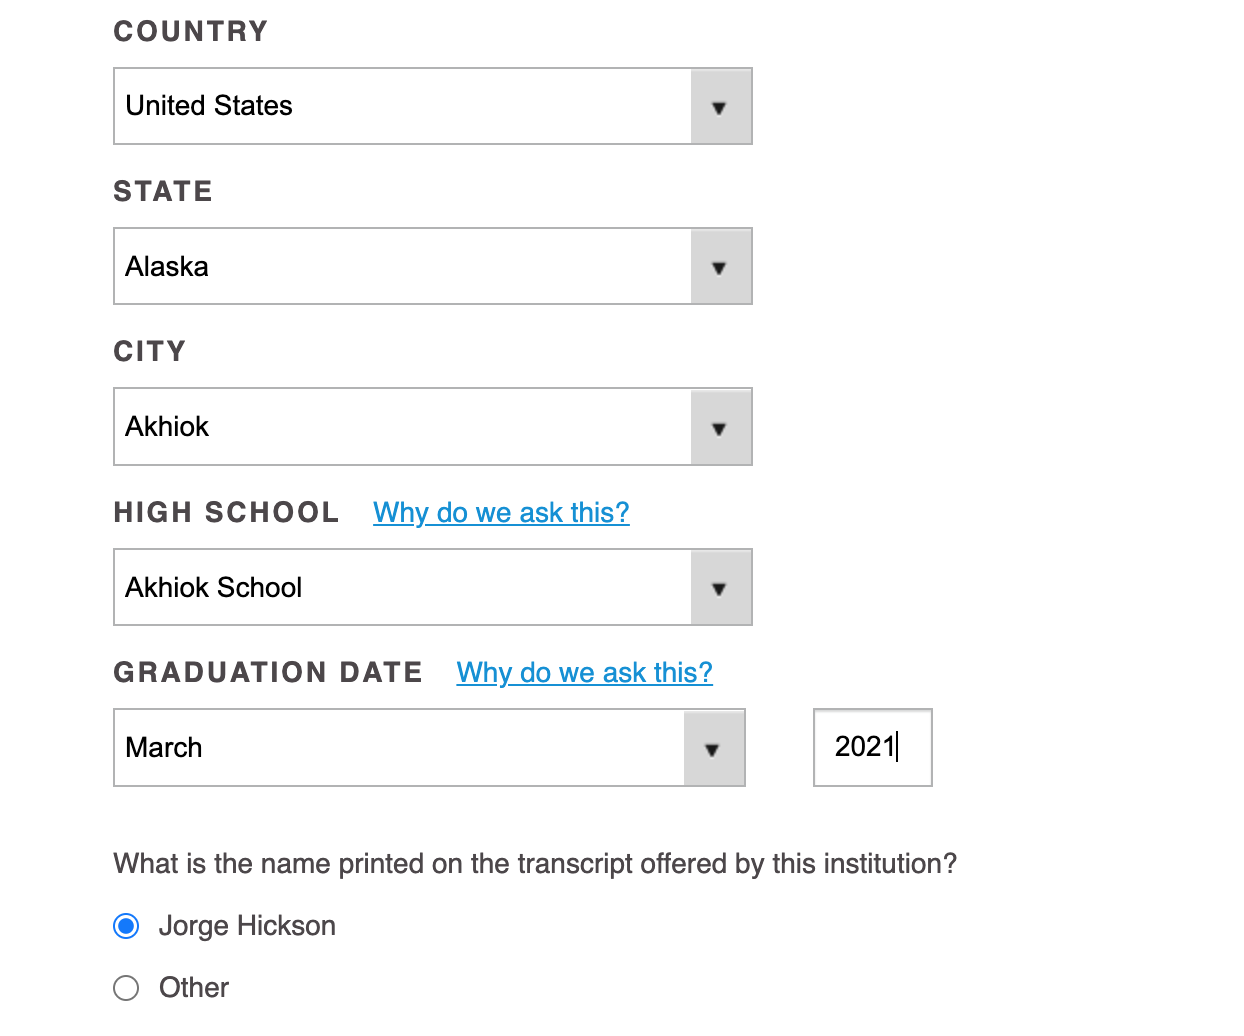 COUNTRY
United States
STATE
Alaska
CITY
Akhiok
HIGH SCHOOL Why do we ask this?
Akhiok School
GRADUATION DATE Why do we ask this?
March 2021
What is the name printed on the transcript offered by this institution?
Jorge Hickson
Other